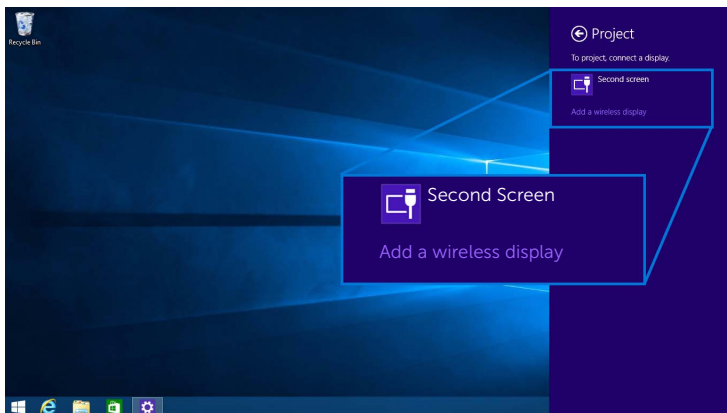 Recycle Bin
Project
To project, connect a display.
Second screen
Add a wireless display
Second Screen
Add a wireless display